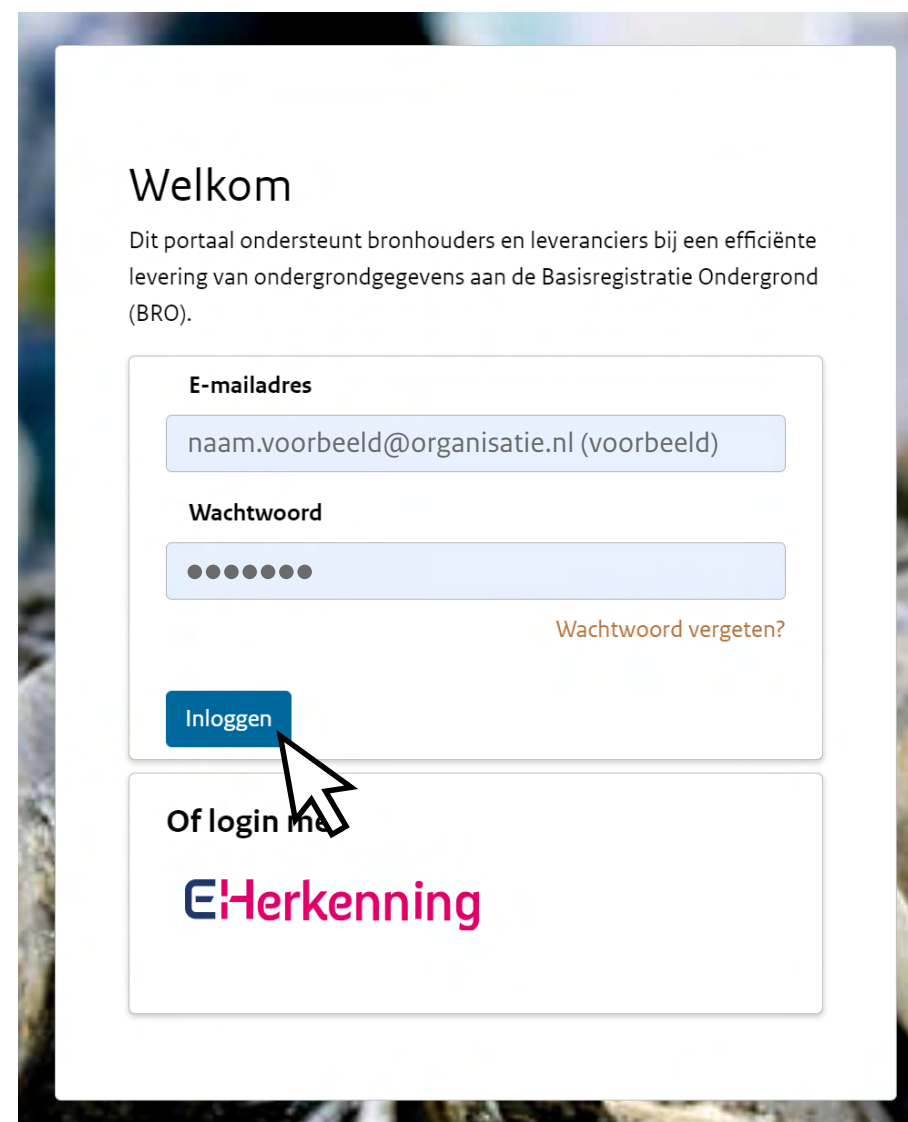 Welkom
Dit portaal ondersteunt bronhouders en leveranciers bij een efficiënte
levering van ondergrondgegevens aan de Basisregistratie Ondergrond
(BRO).
E-mailadres
naam.voorbeeld@organisatie.nl (voorbeeld)
Wachtwoord
●●●●●●●
Wachtwoord vergeten?
Inloggen
Of login
eHerkenning